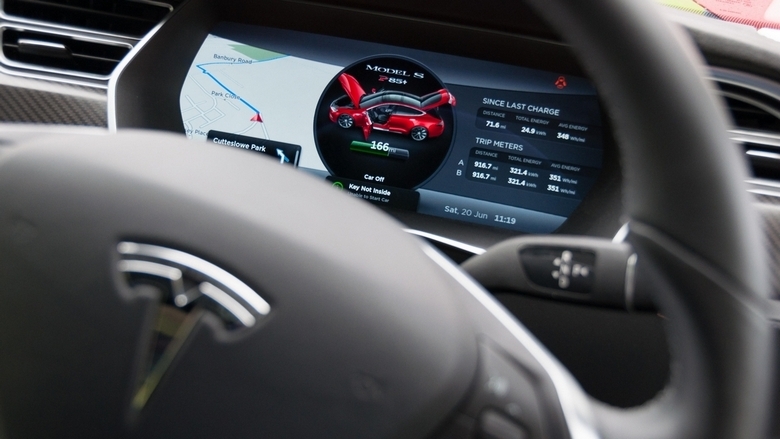 Banbury Road
Park Close
Cutteslowe Park
MODEL S
P85+
166
Car Off
Key Not Inside
to Start Car
SINCE LAST CHARGE
DISTANCE TOTAL ENERGY AVG ENERGY
71.6 mi 24.9 kWh 348 Wh/mi
TRIP METERS
DISTANCE TOTAL ENERGY AVG ENERGY
A 916.7 mi 321.4 kWh 351 Wh/mi
B 916.7 mi 321.4 kWh 351 Wh/mi
Sat, 20 Jun 11:19